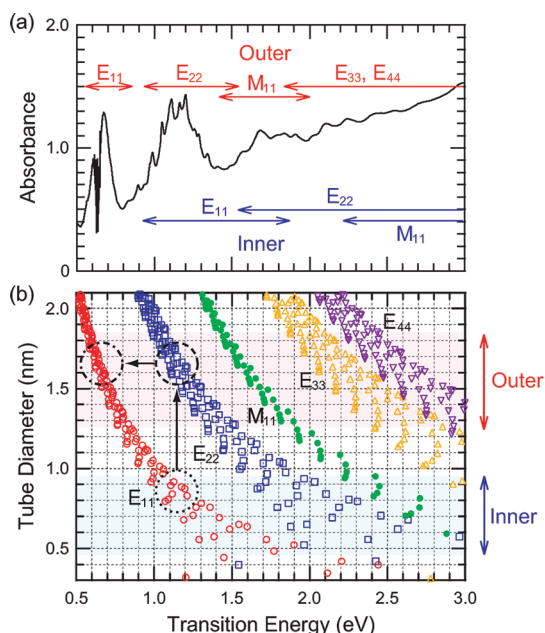 (a)
2.0
1.0
0
Absorbance
E11
E22
Outer
M11
E33, E44
E11
E22
Inner
M11
(b)
2.0
1.5
1.0
0.5
Tube Diameter (nm)
E11
E22
M11
E33
E44
Outer
Inner
0.5 1.0 1.5 2.0 2.5 3.0
Transition Energy (eV)